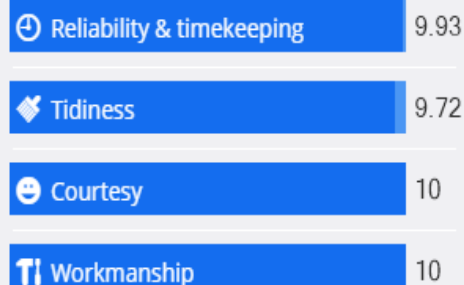 Reliability & timekeeping 9.93
Tidiness 9.72
Courtesy 10
Workmanship 10